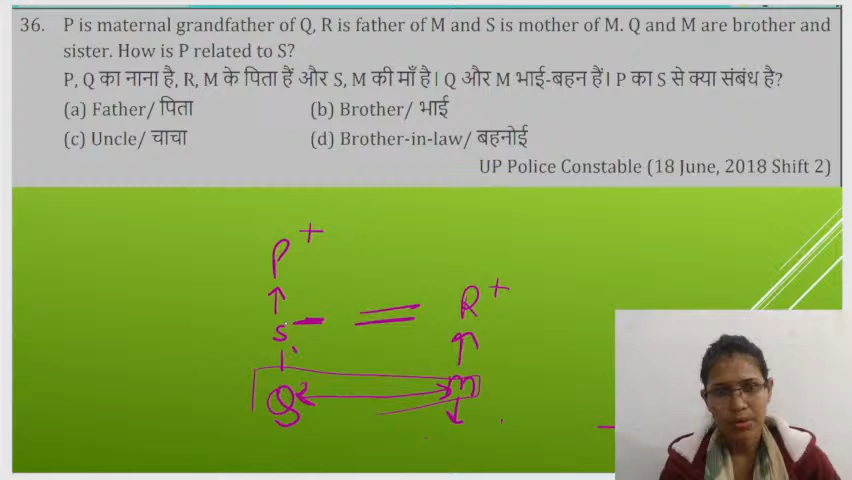 36. P is maternal grandfather of Q, R is father of M and S is mother of M. Q and M are brother and
sister. How is P related to S?
P, Q का नाना है, R, M के पिता हैं और S, M की माँ है। Q और M भाई-बहन हैं। P का S से क्या संबंध है?
(a) Father/ पिता (b) Brother/ भाई
(c) Uncle/ चाचा (d) Brother-in-law/ बहनोई
UP Police Constable (18 June, 2018 Shift 2)
P +
S - = R +
Q m